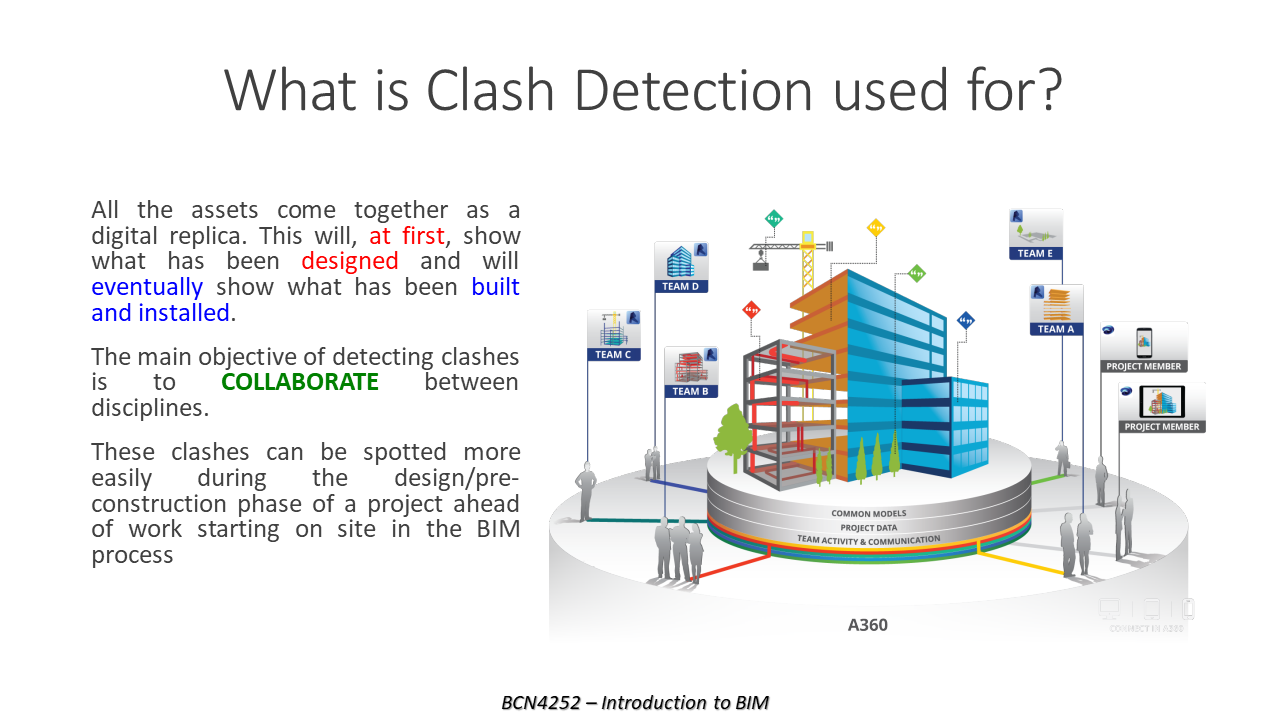 What is Clash Detection used for?
All the assets come together as a
digital replica. This will, at first, show
what has been designed and will
eventually show what has been built
and installed.
The main objective of detecting clashes
is to COLLABORATE between
disciplines.
These clashes can be spotted more
easily during the design/pre-
construction phase of a project ahead
of work starting on site in the BIM
process
TEAM E
TEAM D
TEAM A
TEAM C
PROJECT MEMBER
TEAM B
PROJECT MEMBER
COMMON MODELS
PROJECT DATA
TEAM ACTIVITY & COMMUNICATION
A360
CONNECT IN A360
BCN4252 – Introduction to BIM